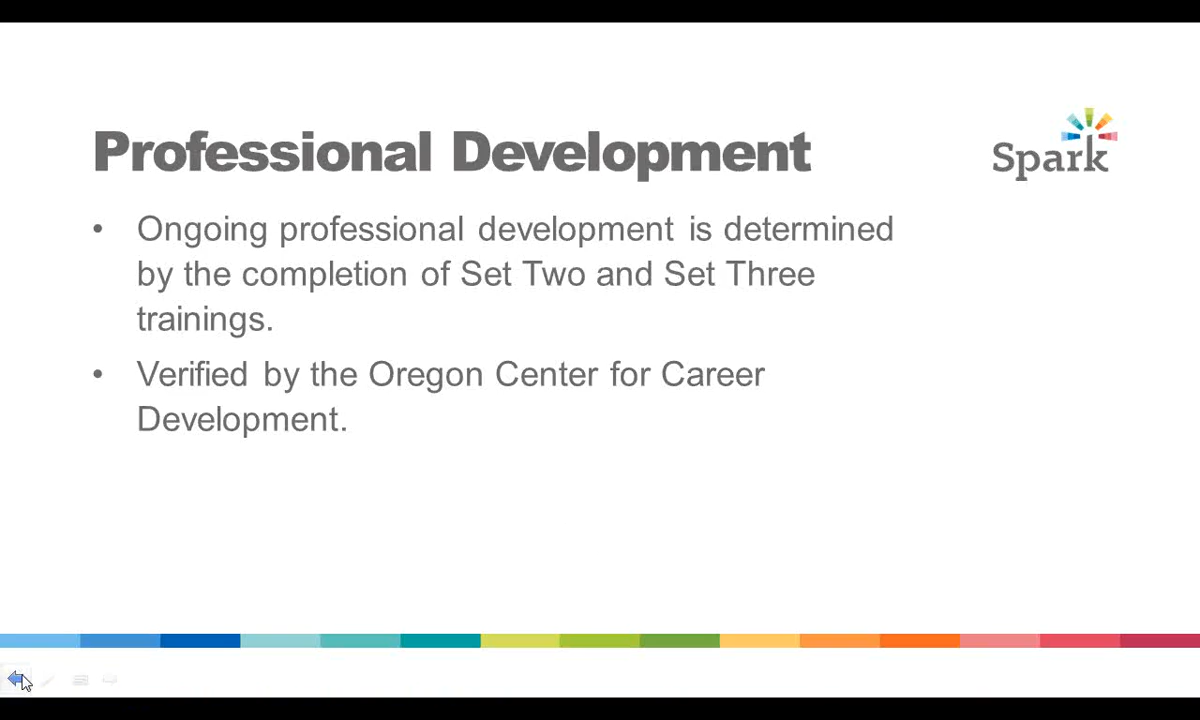 Professional Development
Spark
• Ongoing professional development is determined
by the completion of Set Two and Set Three
trainings.
• Verified by the Oregon Center for Career
Development.